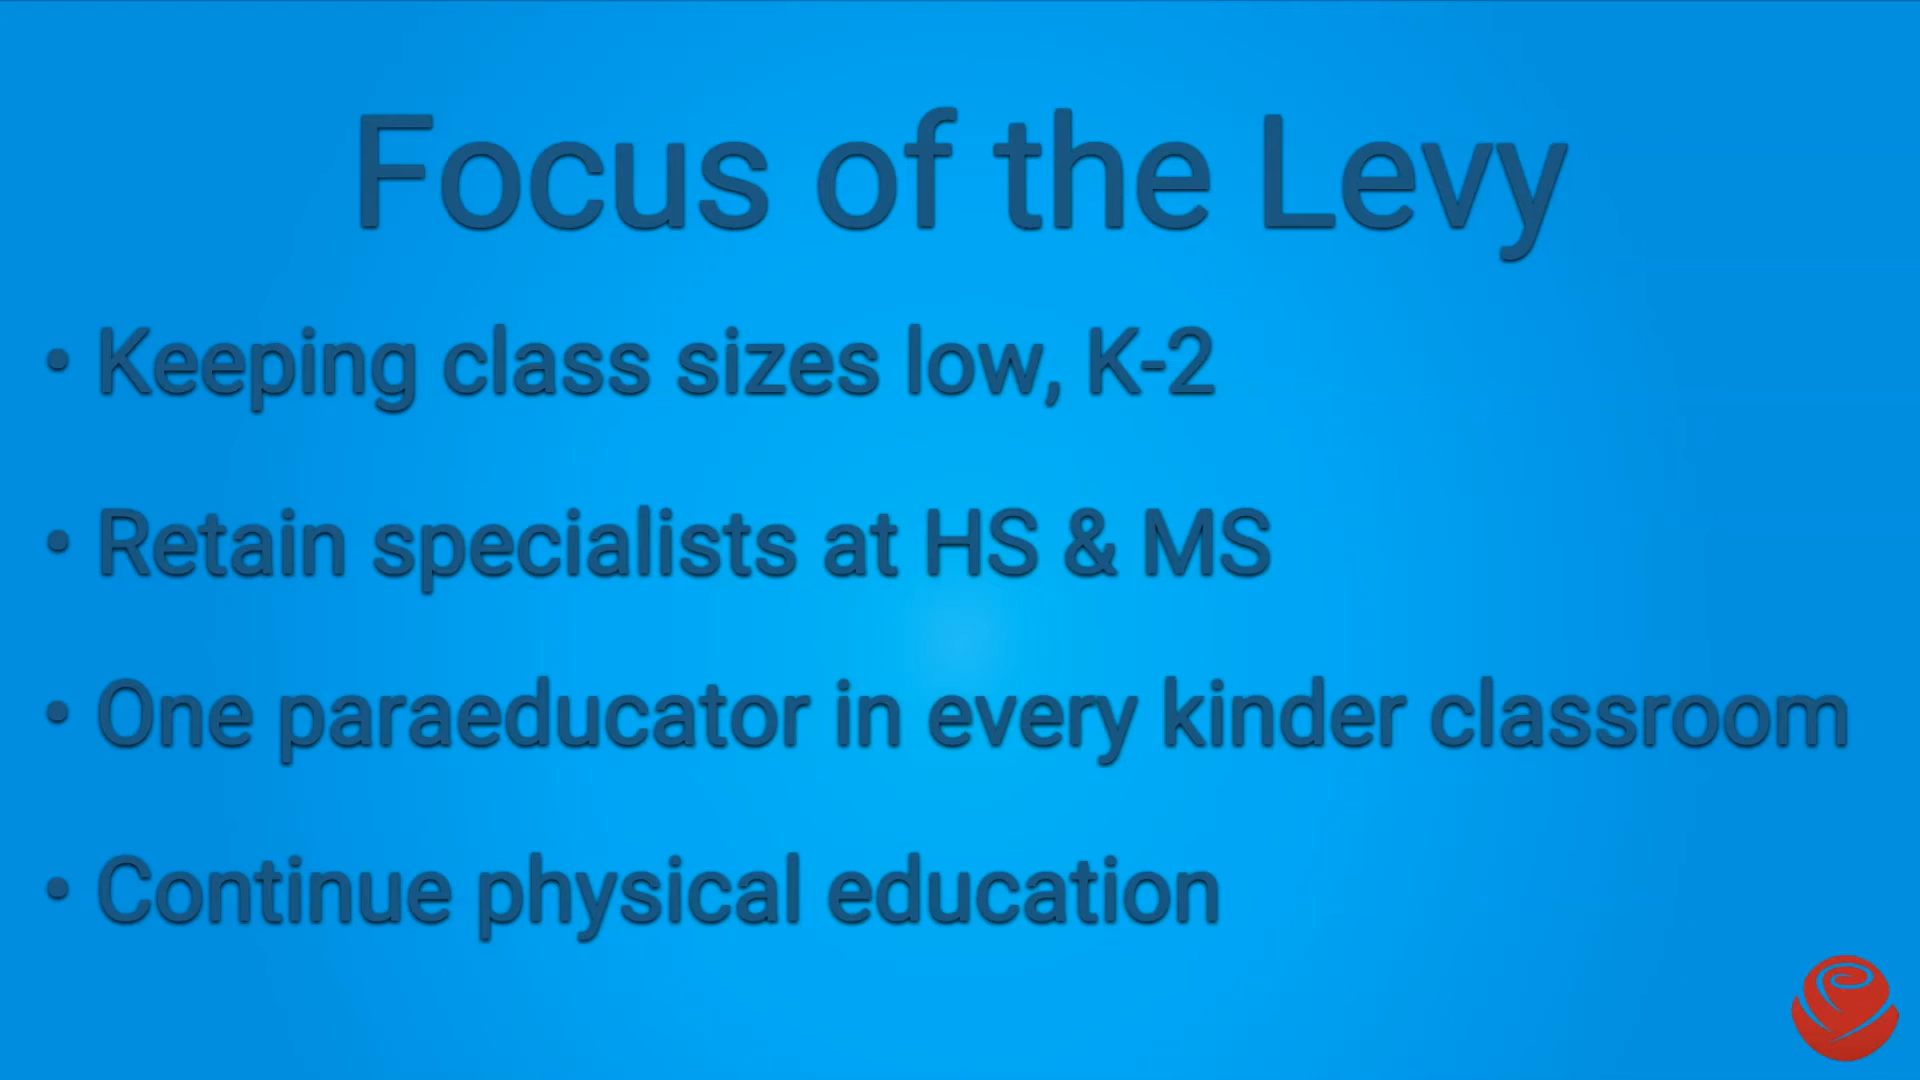 Focus of the Levy
• Keeping class sizes low, K-2
• Retain specialists at HS & MS
• One paraeducator in every kinder classroom
• Continue physical education